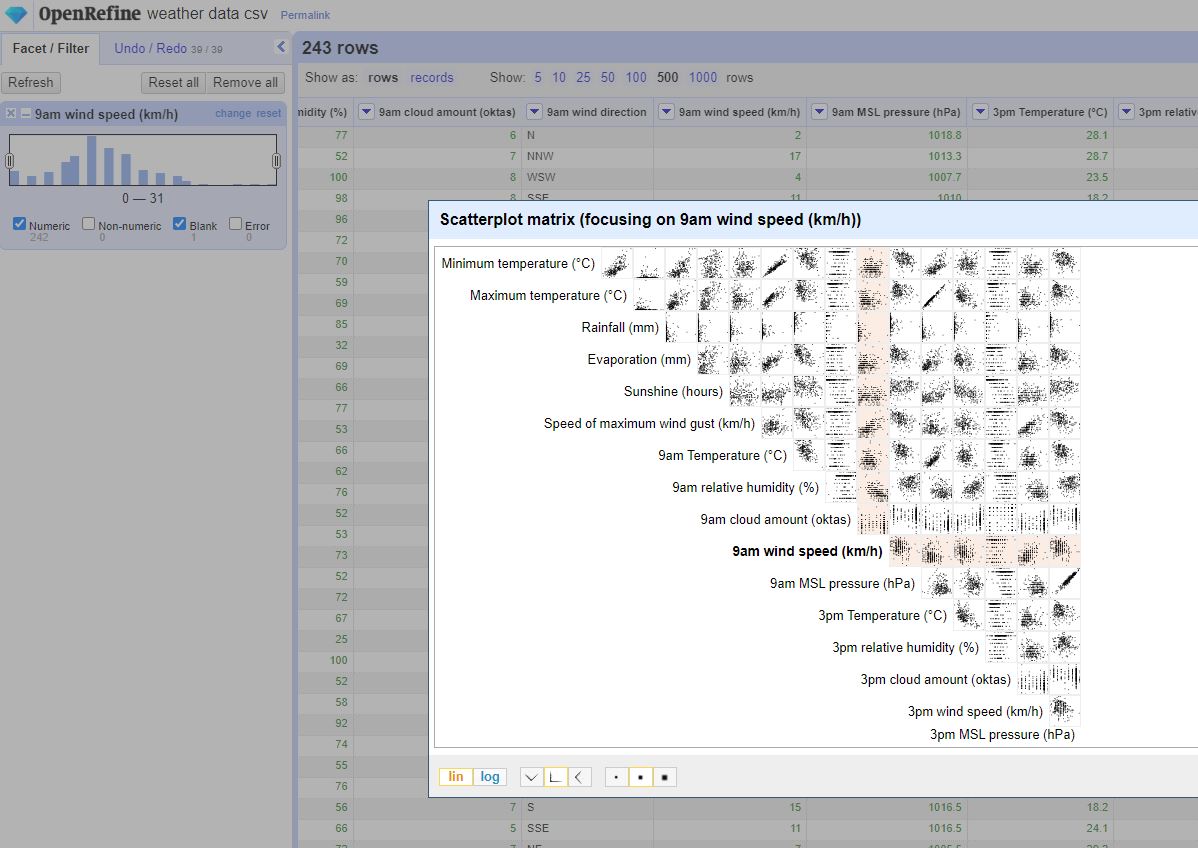 OpenRefine weather data csv Permalink
Facet / Filter Undo / Redo 39 / 39
243 rows
Refresh Reset all Remove all
Show as: rows records Show: 5 10 25 50 100 500 1000 rows
9am wind speed (km/h) change reset
0 — 31
Numeric Non-numeric Blank Error
242 0 1 0
midity (%) 9am cloud amount (oktas) 9am wind direction 9am wind speed (km/h) 9am MSL pressure (hPa) 3pm Temperature (°C) 3pm relativ
77 6 N 2 1018.8 28.1
52 7 NNW 17 1013.3 28.7
100 8 WSW 4 1007.7 23.5
98 8 SSE 11 1010 18.2
96
72
70
59
69
85
32
69
66
77
53
66
62
76
52
53
73
52
72
67
25
100
52
58
92
74
55
76
56 7 S 15 1016.5 18.2
66 5 SSE 11 1016.5 24.1
Scatterplot matrix (focusing on 9am wind speed (km/h))
Minimum temperature (°C)
Maximum temperature (°C)
Rainfall (mm)
Evaporation (mm)
Sunshine (hours)
Speed of maximum wind gust (km/h)
9am Temperature (°C)
9am relative humidity (%)
9am cloud amount (oktas)
9am wind speed (km/h)
9am MSL pressure (hPa)
3pm Temperature (°C)
3pm relative humidity (%)
3pm cloud amount (oktas)
3pm wind speed (km/h)
3pm MSL pressure (hPa)
lin log